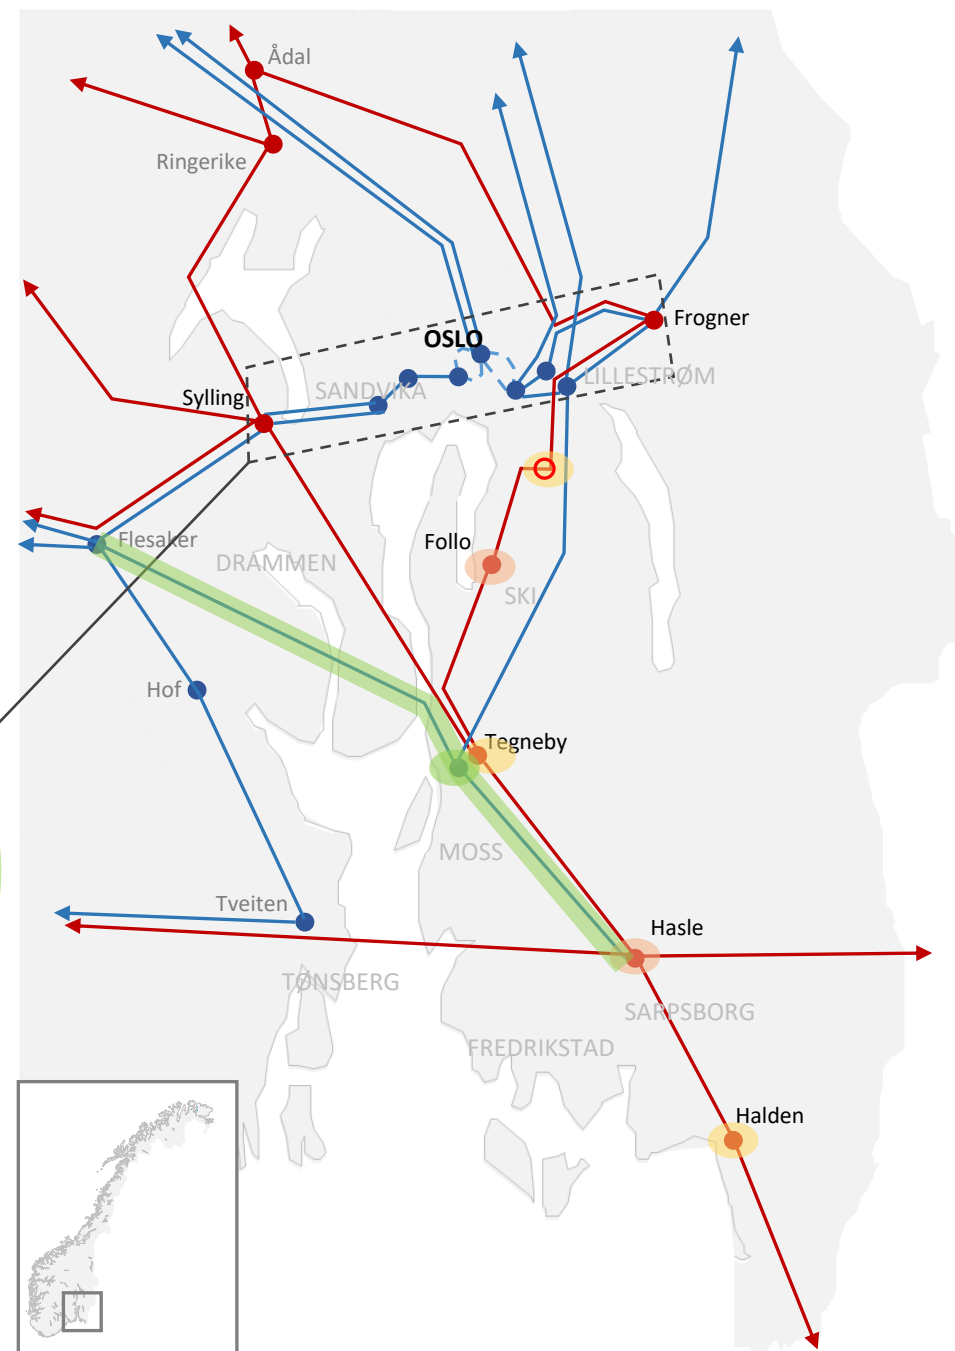 Ådal
Ringerike
Frogner
OSLO
LILLESTRØM
SANDVIKA
Sylling
Flesaker
Follo
DRAMMEN
SKI
Hof
Tegneby
MOSS
Tveiten
Hasle
TØNSBERG
SARPSBORG
FREDRIKSTAD
Halden